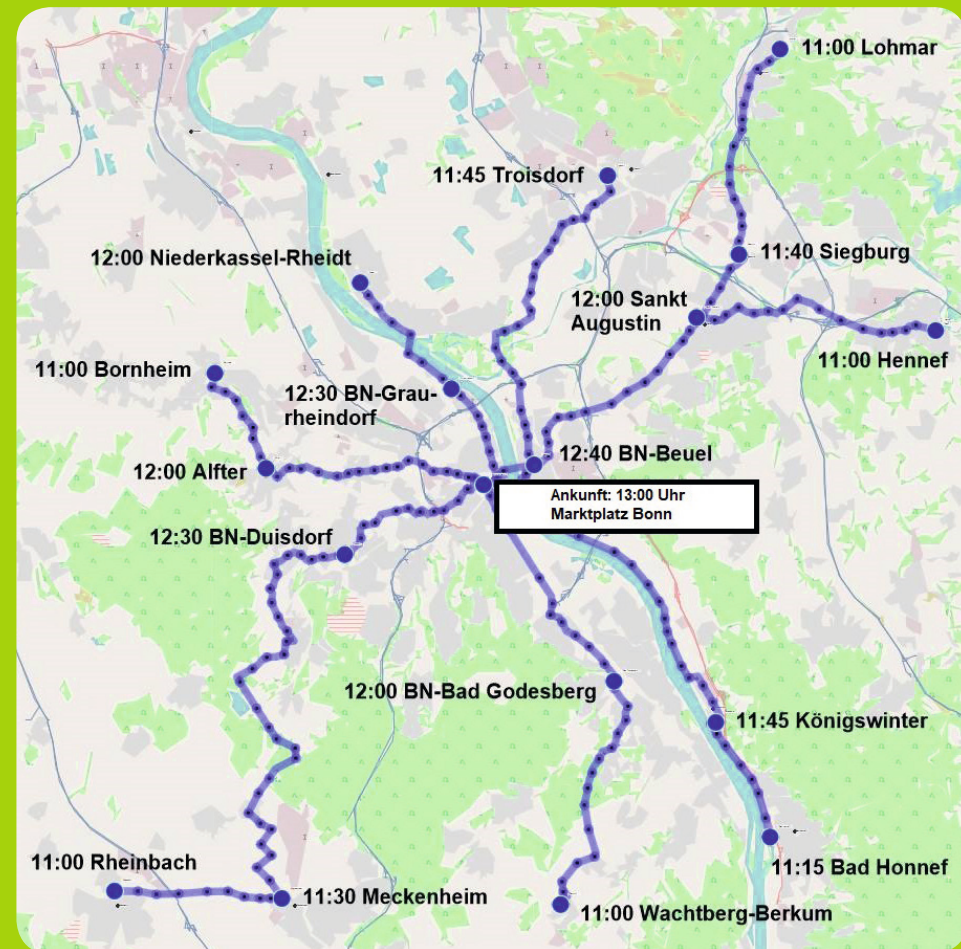 11:00 Lohmar
11:45 Troisdorf
11:40 Siegburg
12:00 Niederkassel-Rheidt
12:00 Sankt
Augustin
11:00 Hennef
11:00 Bornheim
12:30 BN-Grau-
rheindorf
12:40 BN-Beuel
12:00 Alfter
Ankunft: 13:00 Uhr
Marktplatz Bonn
12:30 BN-Duisdorf
12:00 BN-Bad Godesberg
11:45 Königswinter
11:00 Rheinbach
11:15 Bad Honnef
11:30 Meckenheim
11:00 Wachtberg-Berkum